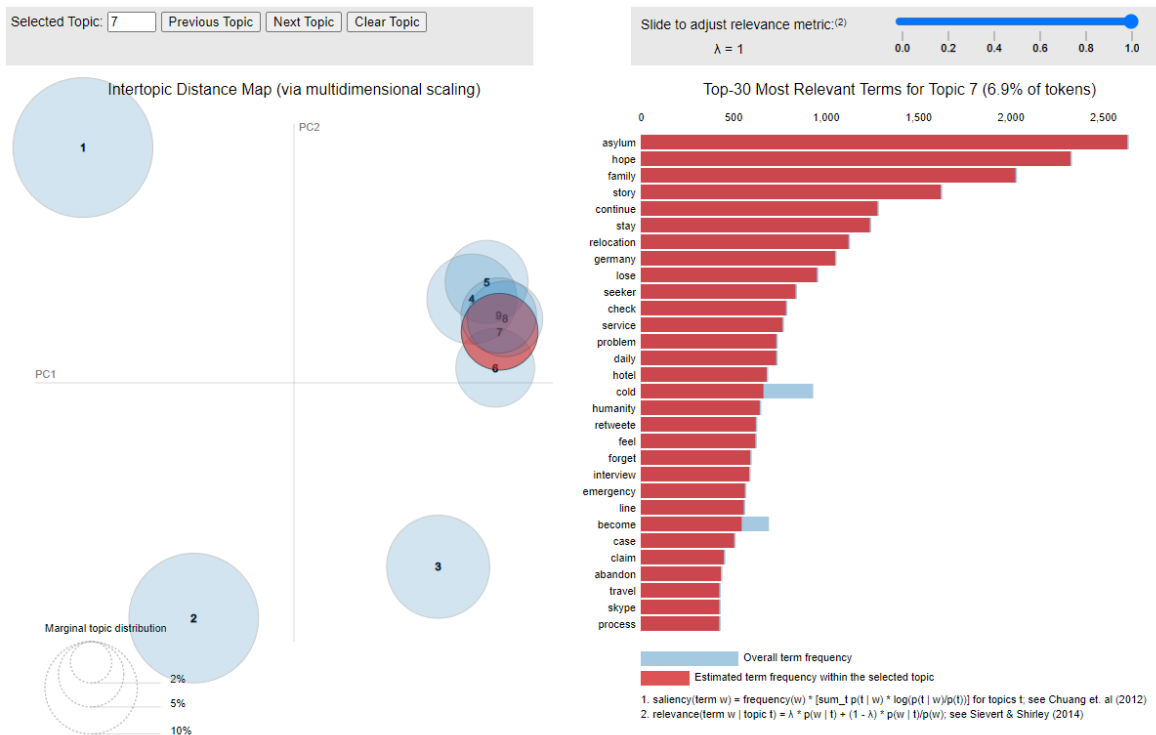 Selected Topic: 7 Previous Topic Next Topic Clear Topic
Slide to adjust relevance metric:(2)
λ = 1
0.0 0.2 0.4 0.6 0.8 1.0
Intertopic Distance Map (via multidimensional scaling)
PC2
PC1
1
5
4
9
8
7
6
3
2
Marginal topic distribution
2%
5%
10%
Top-30 Most Relevant Terms for Topic 7 (6.9% of tokens)
0 500 1,000 1,500 2,000 2,500
asylum
hope
family
story
continue
stay
relocation
germany
lose
seeker
check
service
problem
daily
hotel
cold
humanity
retweete
feel
forget
interview
emergency
line
become
case
claim
abandon
travel
skype
process
Overall term frequency
Estimated term frequency within the selected topic
1. saliency(term w) = frequency(w) * [sum_t p(t | w) * log(p(t | w)/p(t))] for topics t; see Chuang et. al (2012)
2. relevance(term w | topic t) = λ * p(w | t) + (1 - λ) * p(w | t)/p(w); see Sievert & Shirley (2014)